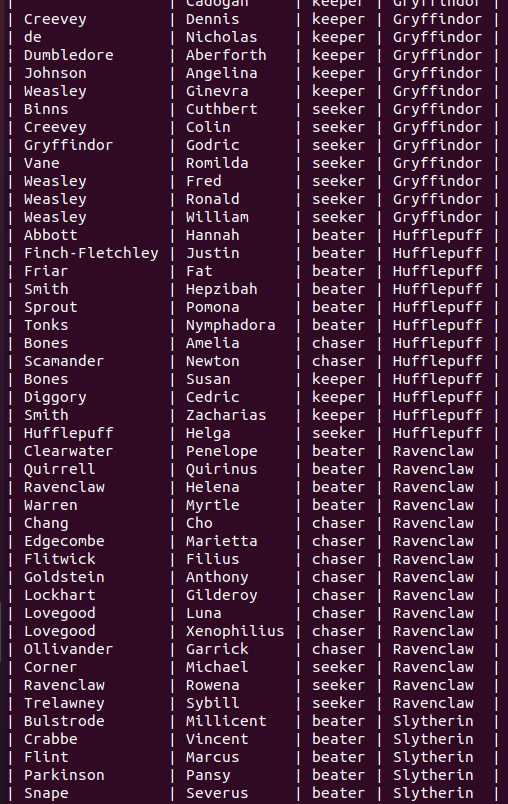 |                 | Cadogan     | keeper | Gryffindor |
| Creevey         | Dennis      | keeper | Gryffindor |
| de              | Nicholas    | keeper | Gryffindor |
| Dumbledore      | Aberforth   | keeper | Gryffindor |
| Johnson         | Angelina    | keeper | Gryffindor |
| Weasley         | Ginevra     | keeper | Gryffindor |
| Binns           | Cuthbert    | seeker | Gryffindor |
| Creevey         | Colin       | seeker | Gryffindor |
| Gryffindor      | Godric      | seeker | Gryffindor |
| Vane            | Romilda     | seeker | Gryffindor |
| Weasley         | Fred        | seeker | Gryffindor |
| Weasley         | Ronald      | seeker | Gryffindor |
| Weasley         | William     | seeker | Gryffindor |
| Abbott          | Hannah      | beater | Hufflepuff |
| Finch-Fletchley | Justin      | beater | Hufflepuff |
| Friar           | Fat         | beater | Hufflepuff |
| Smith           | Hepzibah    | beater | Hufflepuff |
| Sprout          | Pomona      | beater | Hufflepuff |
| Tonks           | Nymphadora  | beater | Hufflepuff |
| Bones           | Amelia      | chaser | Hufflepuff |
| Scamander       | Newton      | chaser | Hufflepuff |
| Bones           | Susan       | keeper | Hufflepuff |
| Diggory         | Cedric      | keeper | Hufflepuff |
| Smith           | Zacharias   | keeper | Hufflepuff |
| Hufflepuff      | Helga       | seeker | Hufflepuff |
| Clearwater      | Penelope    | beater | Ravenclaw  |
| Quirrell        | Quirinus    | beater | Ravenclaw  |
| Ravenclaw       | Helena      | beater | Ravenclaw  |
| Warren          | Myrtle      | beater | Ravenclaw  |
| Chang           | Cho         | chaser | Ravenclaw  |
| Edgecombe       | Marietta    | chaser | Ravenclaw  |
| Flitwick        | Filius      | chaser | Ravenclaw  |
| Goldstein       | Anthony     | chaser | Ravenclaw  |
| Lockhart        | Gilderoy    | chaser | Ravenclaw  |
| Lovegood        | Luna        | chaser | Ravenclaw  |
| Lovegood        | Xenophilius | chaser | Ravenclaw  |
| Ollivander      | Garrick     | chaser | Ravenclaw  |
| Corner          | Michael     | seeker | Ravenclaw  |
| Ravenclaw       | Rowena      | seeker | Ravenclaw  |
| Trelawney       | Sybill      | seeker | Ravenclaw  |
| Bulstrode       | Millicent   | beater | Slytherin  |
| Crabbe          | Vincent     | beater | Slytherin  |
| Flint           | Marcus      | beater | Slytherin  |
| Parkinson       | Pansy       | beater | Slytherin  |
| Snape           | Severus     | beater | Slytherin  |